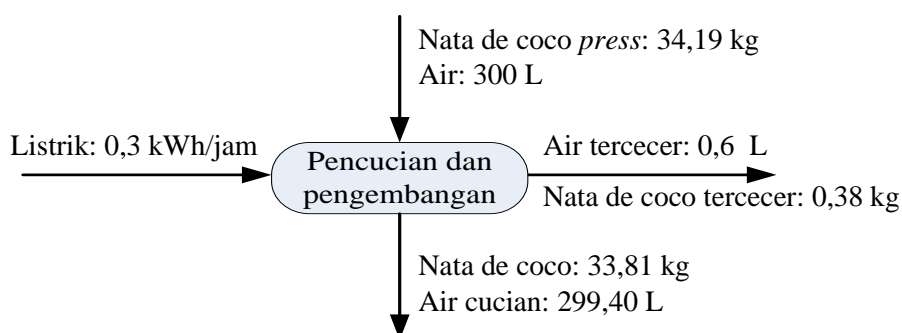 Nata de coco press: 34,19 kg
Air: 300 L
Listrik: 0,3 kWh/jam
Pencucian dan
pengembangan
Air tercecer: 0,6 L
Nata de coco tercecer: 0,38 kg
Nata de coco: 33,81 kg
Air cucian: 299,40 L